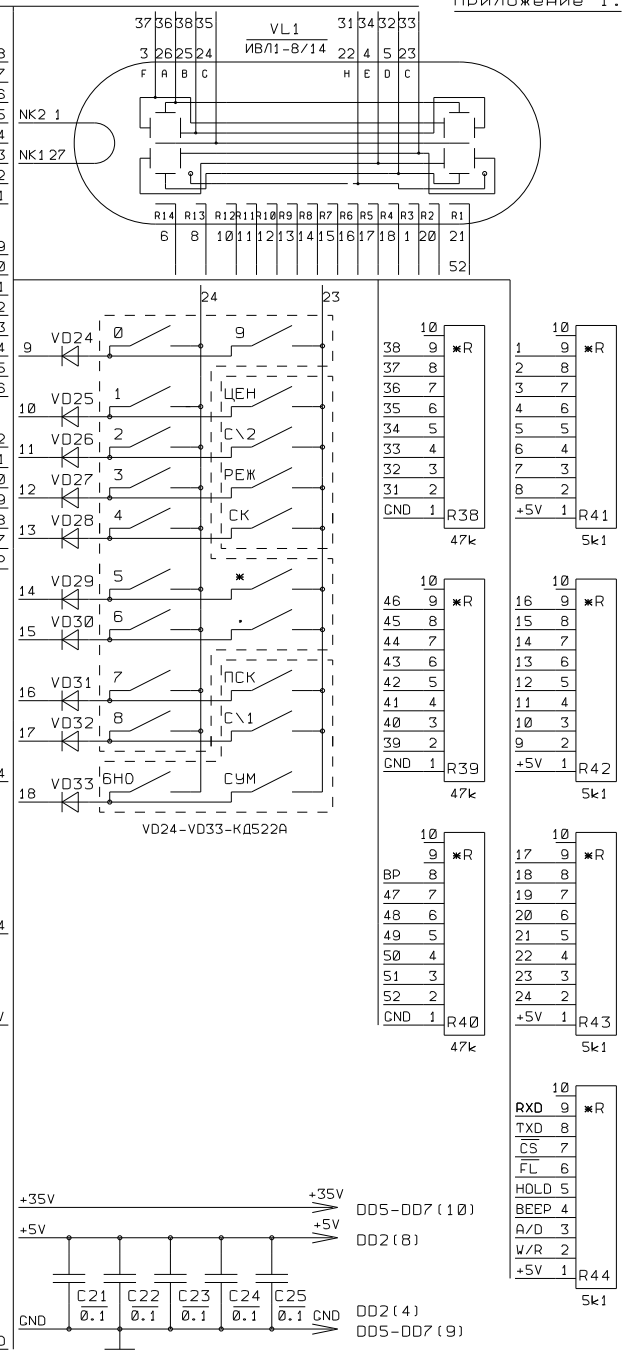 ПРИЛОЖЕНИЕ 1.
37 36 38 35 VL1 31 34 32 33
ИВЛ1-8/14
3 26 25 24 22 4 5 23
F A B G H E D C
NK2 1
NK1 27
R14 R13 R12 R11 R10 R9 R8 R7 R6 R5 R4 R3 R2 R1
6 8 10 11 12 13 14 15 16 17 18 1 20 21
52
24 23
9 VD24 0 9
10 VD25 1 ЦЕН
11 VD26 2 С\2
12 VD27 3 РЕЖ
13 VD28 4 СК
14 VD29 5 *
15 VD30 6 .
16 VD31 7 ПСК
17 VD32 8 С\1
18 VD33 БНО СУМ
VD24-VD33-КД522А
10
38 9 *R
37 8
36 7
35 6
34 5
33 4
32 3
31 2
GND 1 R38
47k
10
1 9 *R
2 8
3 7
4 6
5 5
6 4
7 3
8 2
+5V 1 R41
5k1
10
46 9 *R
45 8
44 7
43 6
42 5
41 4
40 3
39 2
GND 1 R39
47k
10
16 9 *R
15 8
14 7
13 6
12 5
11 4
10 3
9 2
+5V 1 R42
5k1
10
9 *R
BP 8
47 7
48 6
49 5
50 4
51 3
52 2
GND 1 R40
47k
10
17 9 *R
18 8
19 7
20 6
21 5
22 4
23 3
24 2
+5V 1 R43
5k1
10
RXD 9 *R
TXD 8
CS 7
FL 6
HOLD 5
BEEP 4
A/D 3
W/R 2
+5V 1 R44
5k1
+35V +35V DD5-DD7(10)
+5V +5V DD2(8)
C21 C22 C23 C24 C25
0.1 0.1 0.1 0.1 0.1
GND GND DD2(4)
DD5-DD7(9)